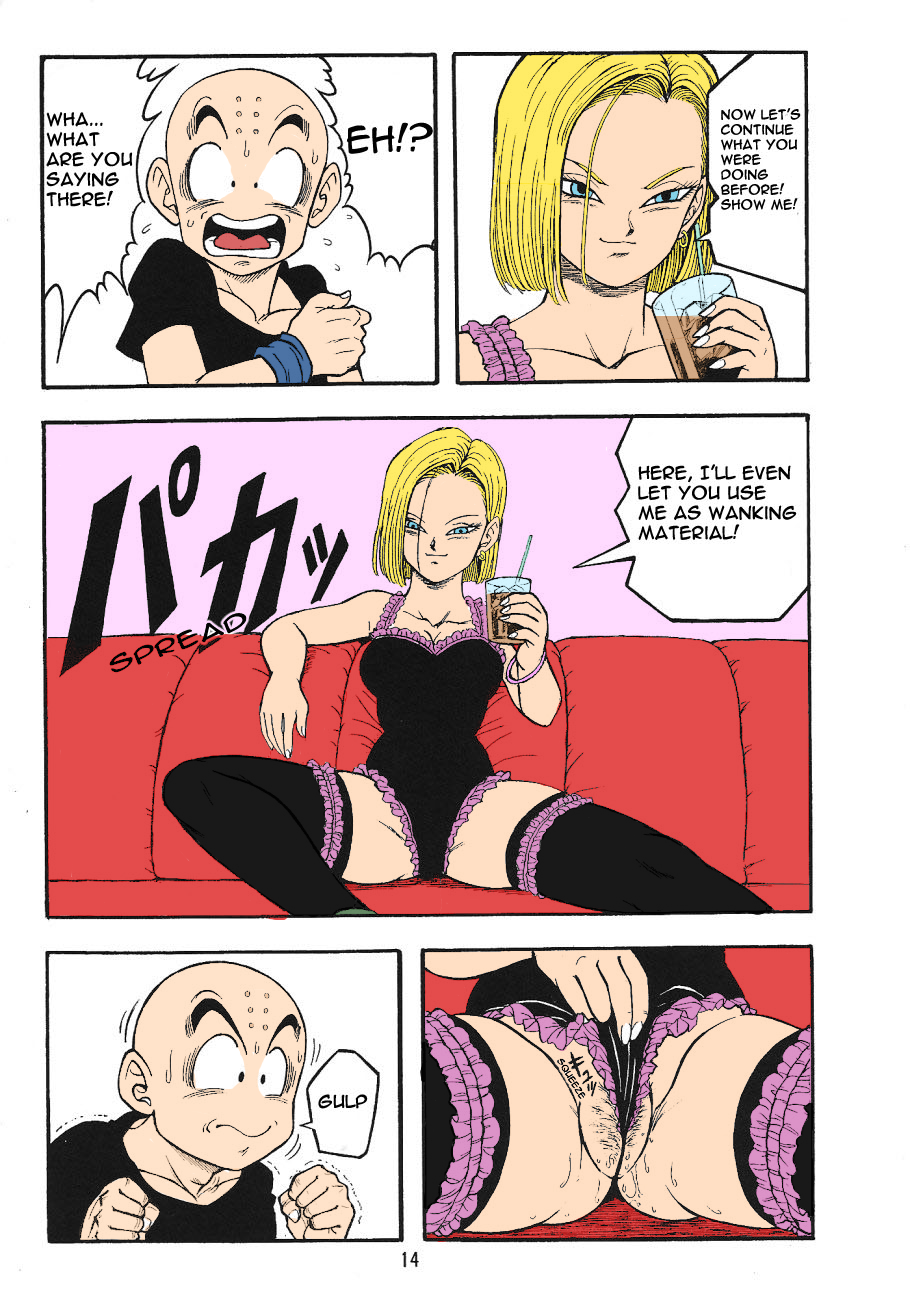 WHA...
WHAT
ARE YOU
SAYING
THERE!
EH!?
NOW LET'S
CONTINUE
WHAT YOU
WERE
DOING
BEFORE!
SHOW ME!
パカッ
SPREAD
HERE, I'LL EVEN
LET YOU USE
ME AS WANKING
MATERIAL!
GULP
SQUEEZE
14